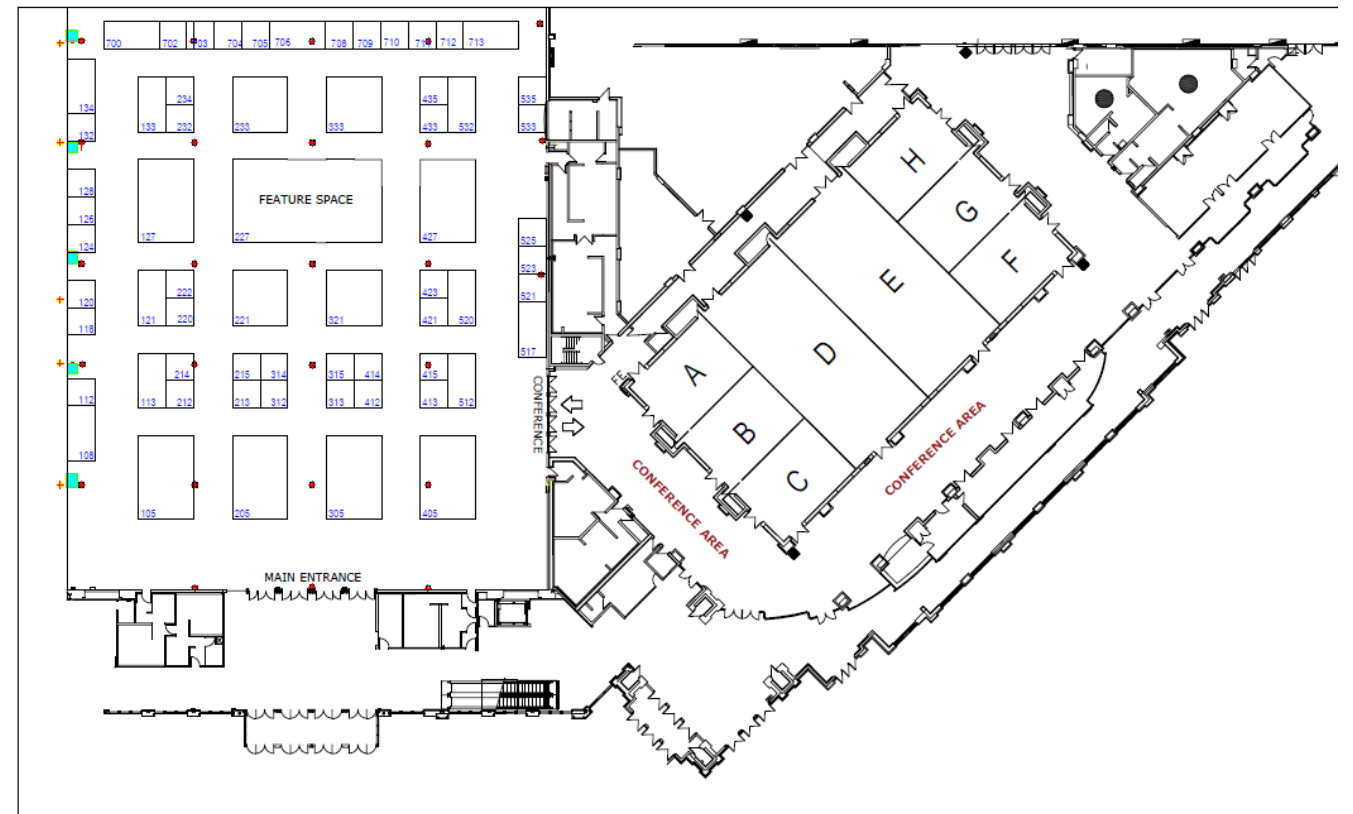 700 702 703 704 705 706 708 709 710 711 712 713
134 234 435 535
132 133 232 233 333 433 532 533
128
126 FEATURE SPACE
124 127 227 427 525
523
120 222 423 521
118 121 220 221 321 421 520
517
112 214 215 314 315 414 415
113 212 213 312 313 412 413 512
108
105 205 305 405
MAIN ENTRANCE
CONFERENCE
H
G
F
E
D
A
B
C
CONFERENCE AREA
CONFERENCE AREA